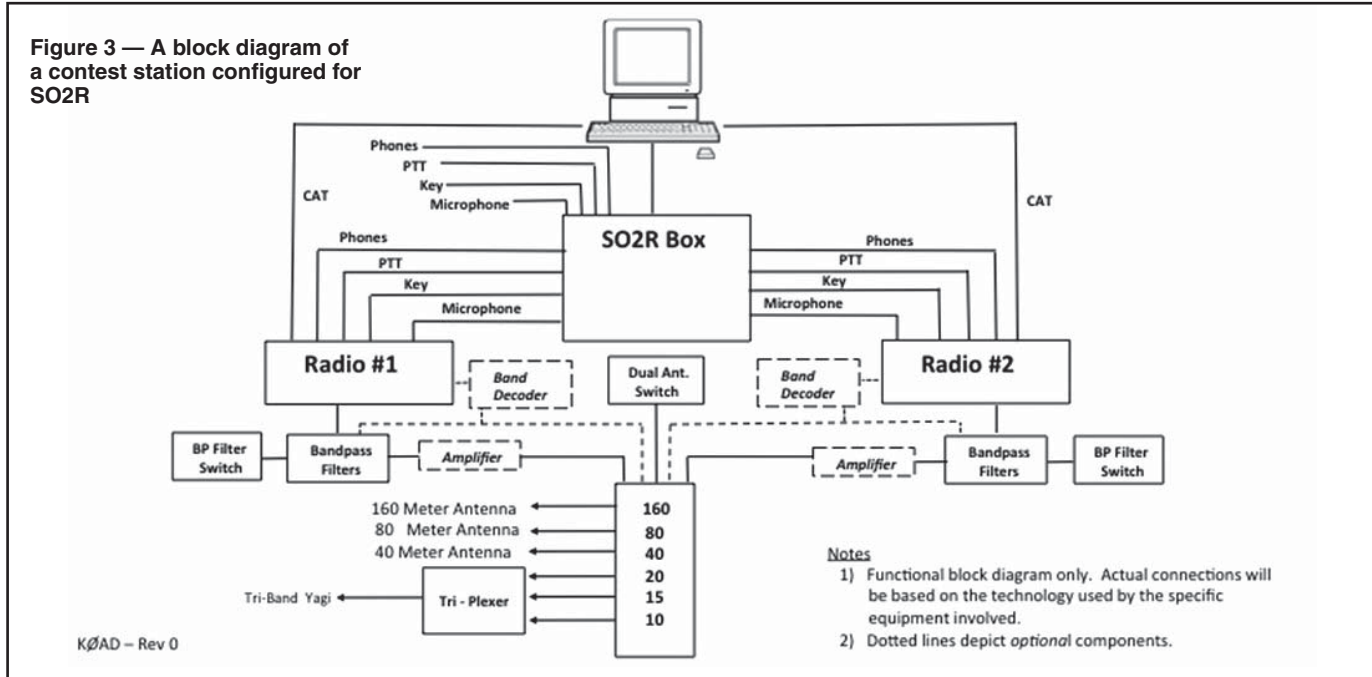 Figure 3 — A block diagram of
a contest station configured for
SO2R
Phones
PTT
Key
Microphone
CAT
CAT
SO2R Box
Phones
PTT
Key
Microphone
Phones
PTT
Key
Microphone
Radio #1
Band
Decoder
Dual Ant.
Switch
Band
Decoder
Radio #2
BP Filter
Switch
Bandpass
Filters
Amplifier
Amplifier
Bandpass
Filters
BP Filter
Switch
160 Meter Antenna
160
80 Meter Antenna
80
40 Meter Antenna
40
20
15
10
Tri-Band Yagi
Tri - Plexer
KØAD – Rev 0
Notes
1) Functional block diagram only. Actual connections will
be based on the technology used by the specific
equipment involved.
2) Dotted lines depict optional components.